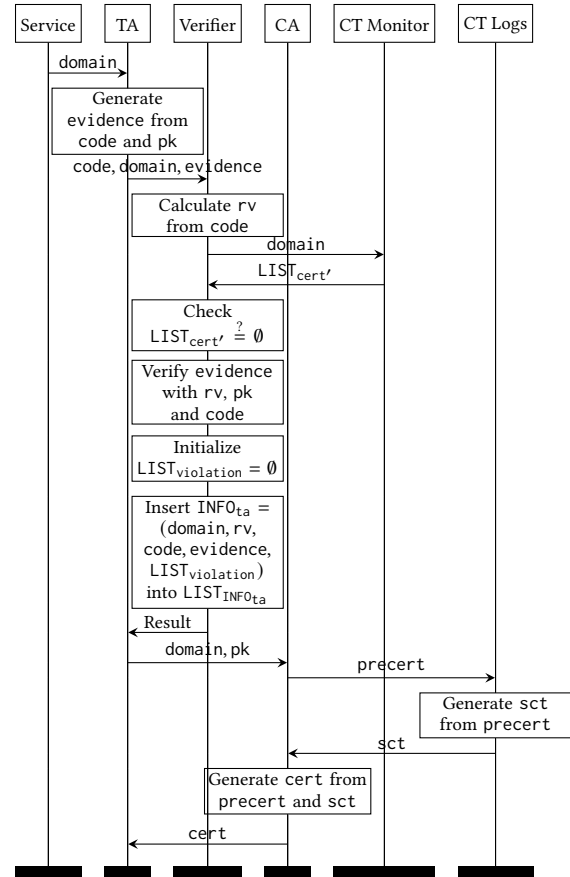 Service TA Verifier CA CT Monitor CT Logs
domain
Generate
evidence from
code and pk
code, domain, evidence
Calculate rv
from code
domain
LIST_cert′
Check
LIST_cert′ ≟ ∅
Verify evidence
with rv, pk
and code
Initialize
LIST_violation = ∅
Insert INFO_ta =
(domain, rv,
code, evidence,
LIST_violation)
into LIST_INFO_ta
Result
domain, pk
precert
Generate sct
from precert
sct
Generate cert from
precert and sct
cert